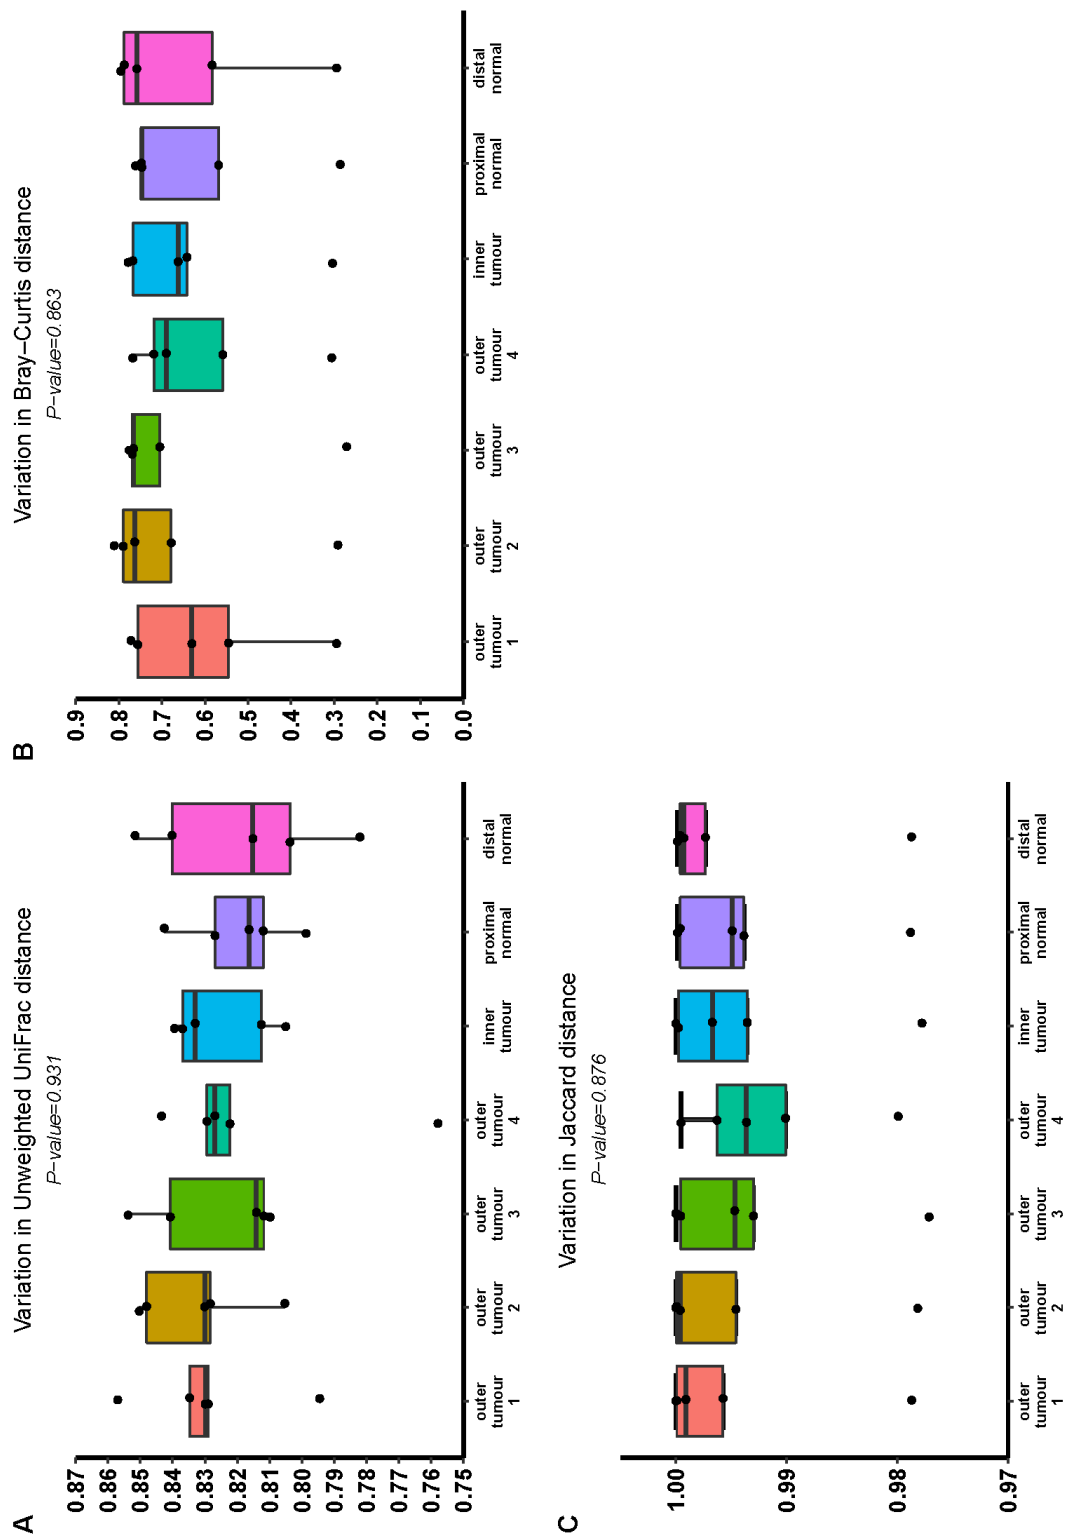 A
Variation in Unweighted UniFrac distance
P−value=0.931
0.87
0.86
0.85
0.84
0.83
0.82
0.81
0.80
0.79
0.78
0.77
0.76
0.75
outer
tumour
1
outer
tumour
2
outer
tumour
3
outer
tumour
4
inner
tumour
proximal
normal
distal
normal
B
Variation in Bray−Curtis distance
P−value=0.863
0.9
0.8
0.7
0.6
0.5
0.4
0.3
0.2
0.1
0.0
outer
tumour
1
outer
tumour
2
outer
tumour
3
outer
tumour
4
inner
tumour
proximal
normal
distal
normal
C
Variation in Jaccard distance
P−value=0.876
1.00
0.99
0.98
0.97
outer
tumour
1
outer
tumour
2
outer
tumour
3
outer
tumour
4
inner
tumour
proximal
normal
distal
normal